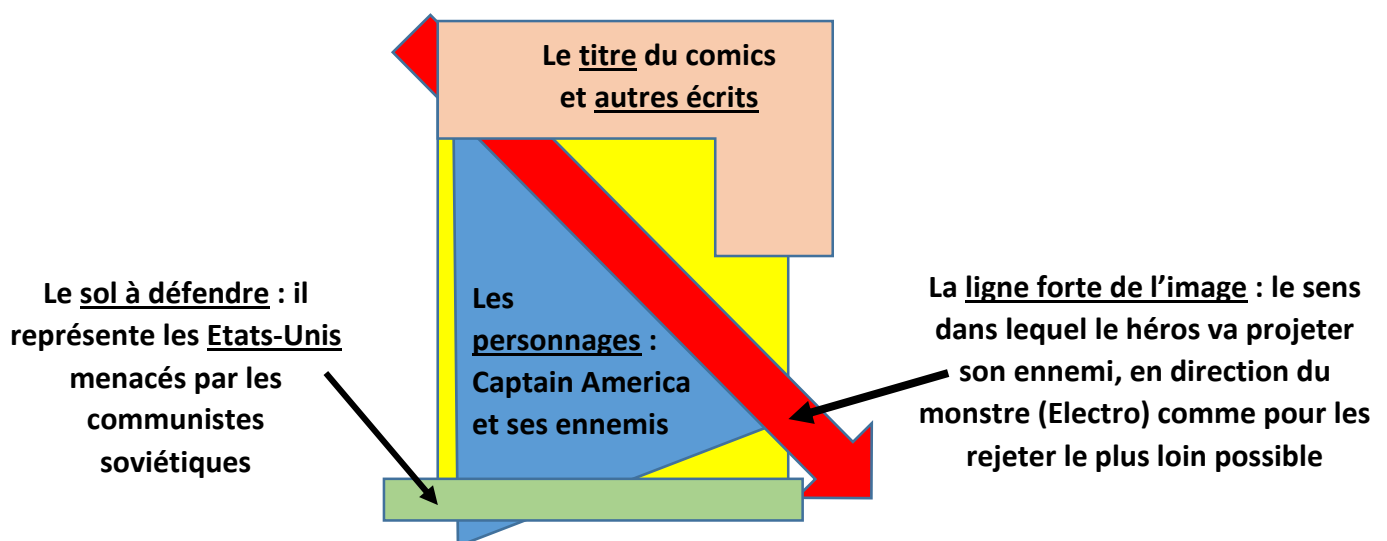 Le titre du comics
et autres écrits
Le sol à défendre : il
représente les Etats-Unis
menacés par les
communistes
soviétiques
Les
personnages :
Captain America
et ses ennemis
La ligne forte de l’image : le sens
dans lequel le héros va projeter
son ennemi, en direction du
monstre (Electro) comme pour les
rejeter le plus loin possible